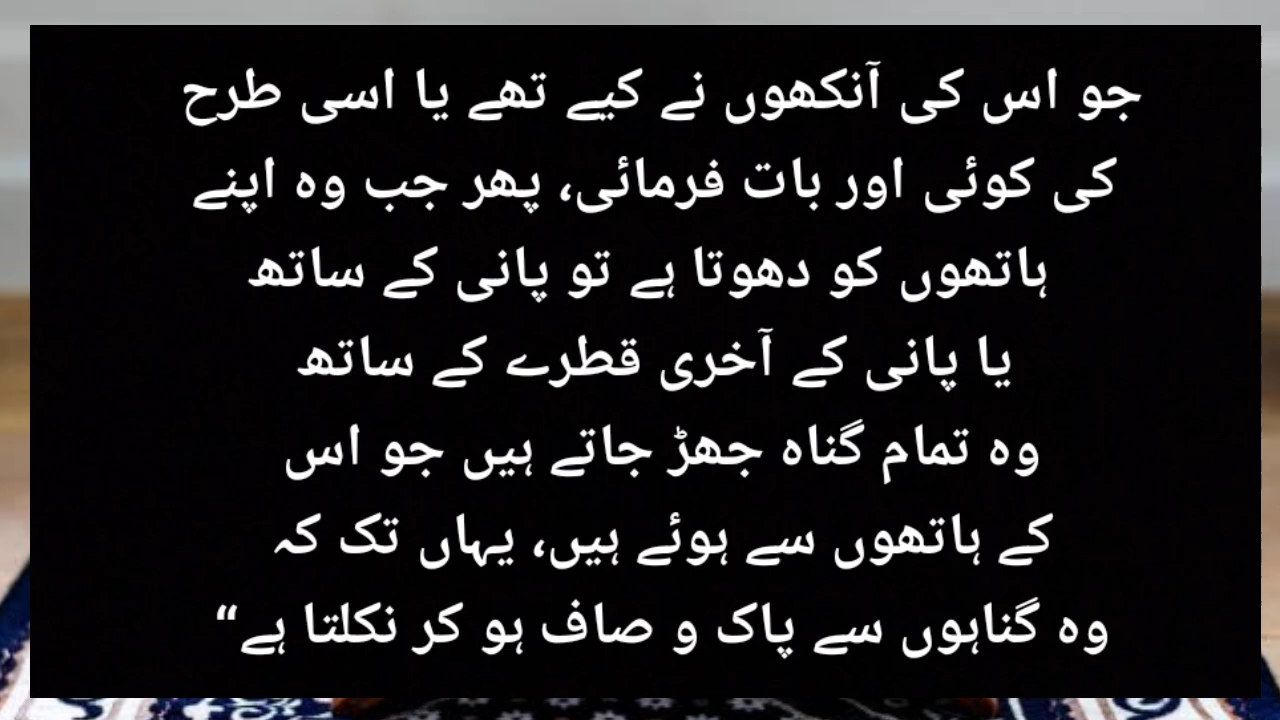 جو اس کی آنکھوں نے کیے تھے یا اسی طرح
کی کوئی اور بات فرمائی، پھر جب وہ اپنے
ہاتھوں کو دھوتا ہے تو پانی کے ساتھ
یا پانی کے آخری قطرے کے ساتھ
وہ تمام گناہ جھڑ جاتے ہیں جو اس
کے ہاتھوں سے ہوئے ہیں، یہاں تک کہ
وہ گناہوں سے پاک و صاف ہو کر نکلتا ہے“